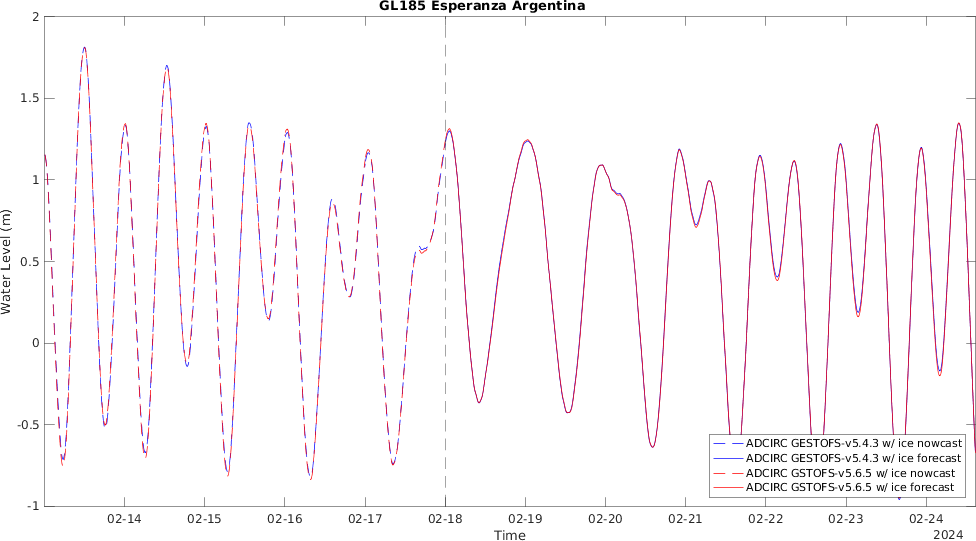 GL185 Esperanza Argentina
2
1.5
1
0.5
0
-0.5
-1
Water Level (m)
ADCIRC GESTOFS-v5.4.3 w/ ice nowcast
ADCIRC GESTOFS-v5.4.3 w/ ice forecast
ADCIRC GSTOFS-v5.6.5 w/ ice nowcast
ADCIRC GSTOFS-v5.6.5 w/ ice forecast
02-14 02-15 02-16 02-17 02-18 02-19 02-20 02-21 02-22 02-23 02-24
Time
2024